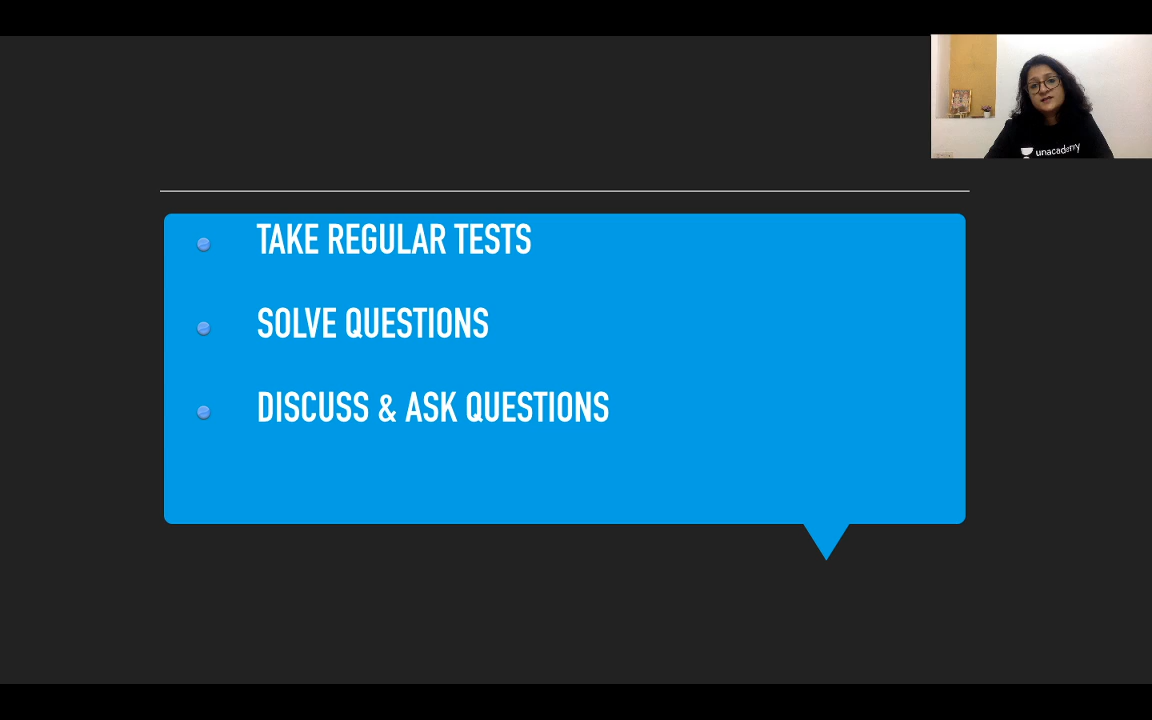 unacademy
TAKE REGULAR TESTS
SOLVE QUESTIONS
DISCUSS & ASK QUESTIONS